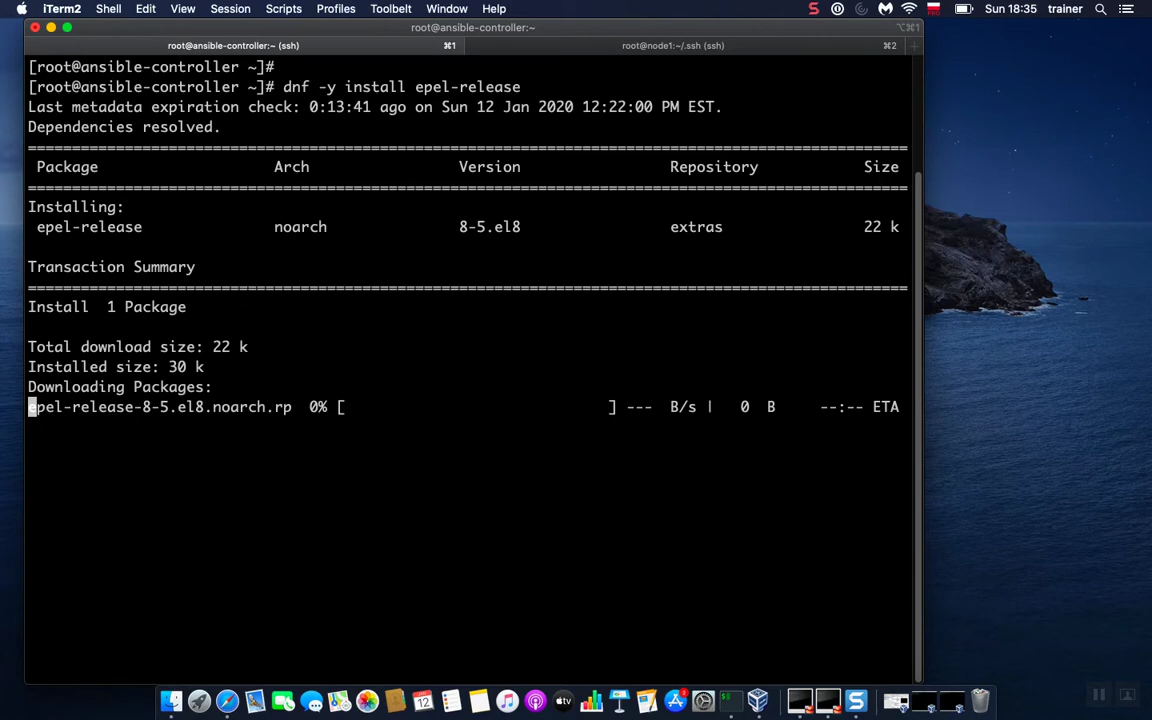 iTerm2 Shell Edit View Session Scripts Profiles Toolbelt Window Help Sun 18:35 trainer
root@ansible-controller:~ (ssh) ⌥⌘1
root@ansible-controller:~ (ssh) ⌘1 root@node1:~/.ssh (ssh) ⌘2
[root@ansible-controller ~]#
[root@ansible-controller ~]# dnf -y install epel-release
Last metadata expiration check: 0:13:41 ago on Sun 12 Jan 2020 12:22:00 PM EST.
Dependencies resolved.
Package Arch Version Repository Size
Installing:
epel-release noarch 8-5.el8 extras 22 k
Transaction Summary
Install 1 Package
Total download size: 22 k
Installed size: 30 k
Downloading Packages:
epel-release-8-5.el8.noarch.rp 0% [ ] --- B/s | 0 B --:-- ETA